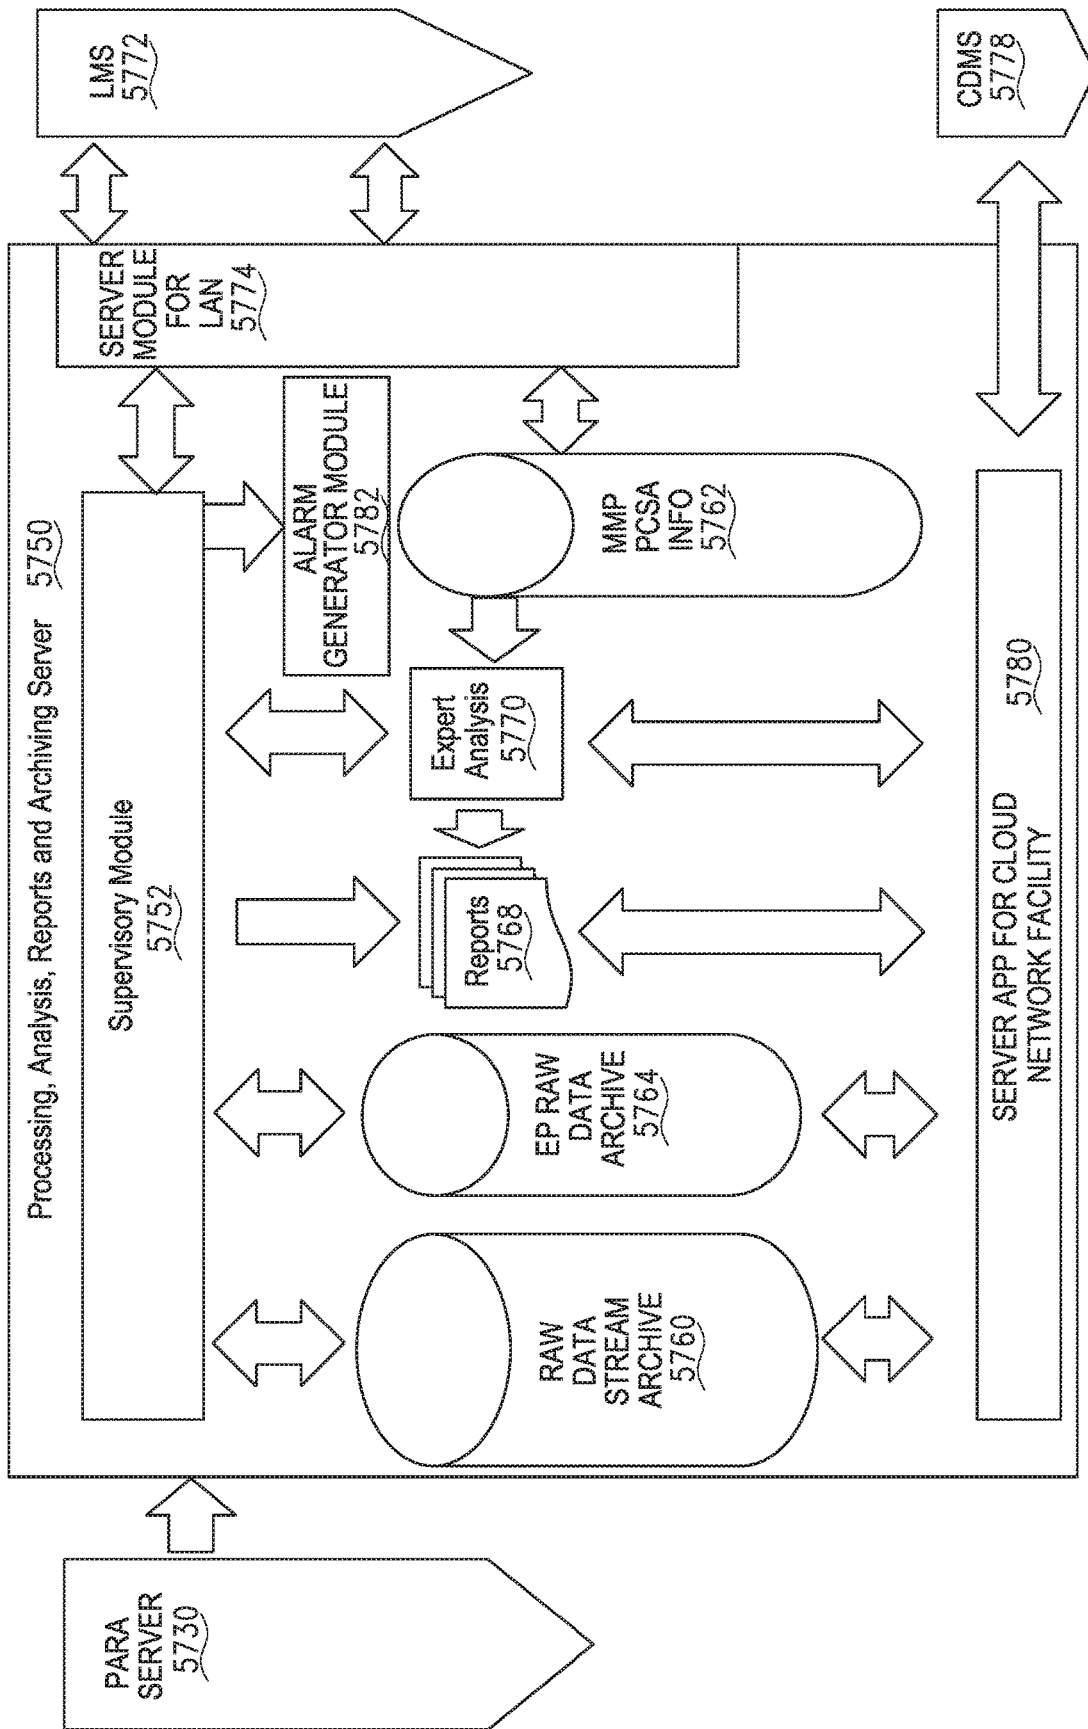 Processing, Analysis, Reports and Archiving Server 5750
PARA
SERVER
5730
Supervisory Module
5752
SERVER
MODULE
FOR
LAN
5774
LMS
5772
ALARM
GENERATOR MODULE
5782
RAW
DATA
STREAM
ARCHIVE
5760
EP RAW
DATA
ARCHIVE
5764
Reports
5768
Expert
Analysis
5770
MMP
PCSA
INFO
5762
SERVER APP FOR CLOUD
NETWORK FACILITY
5780
CDMS
5778